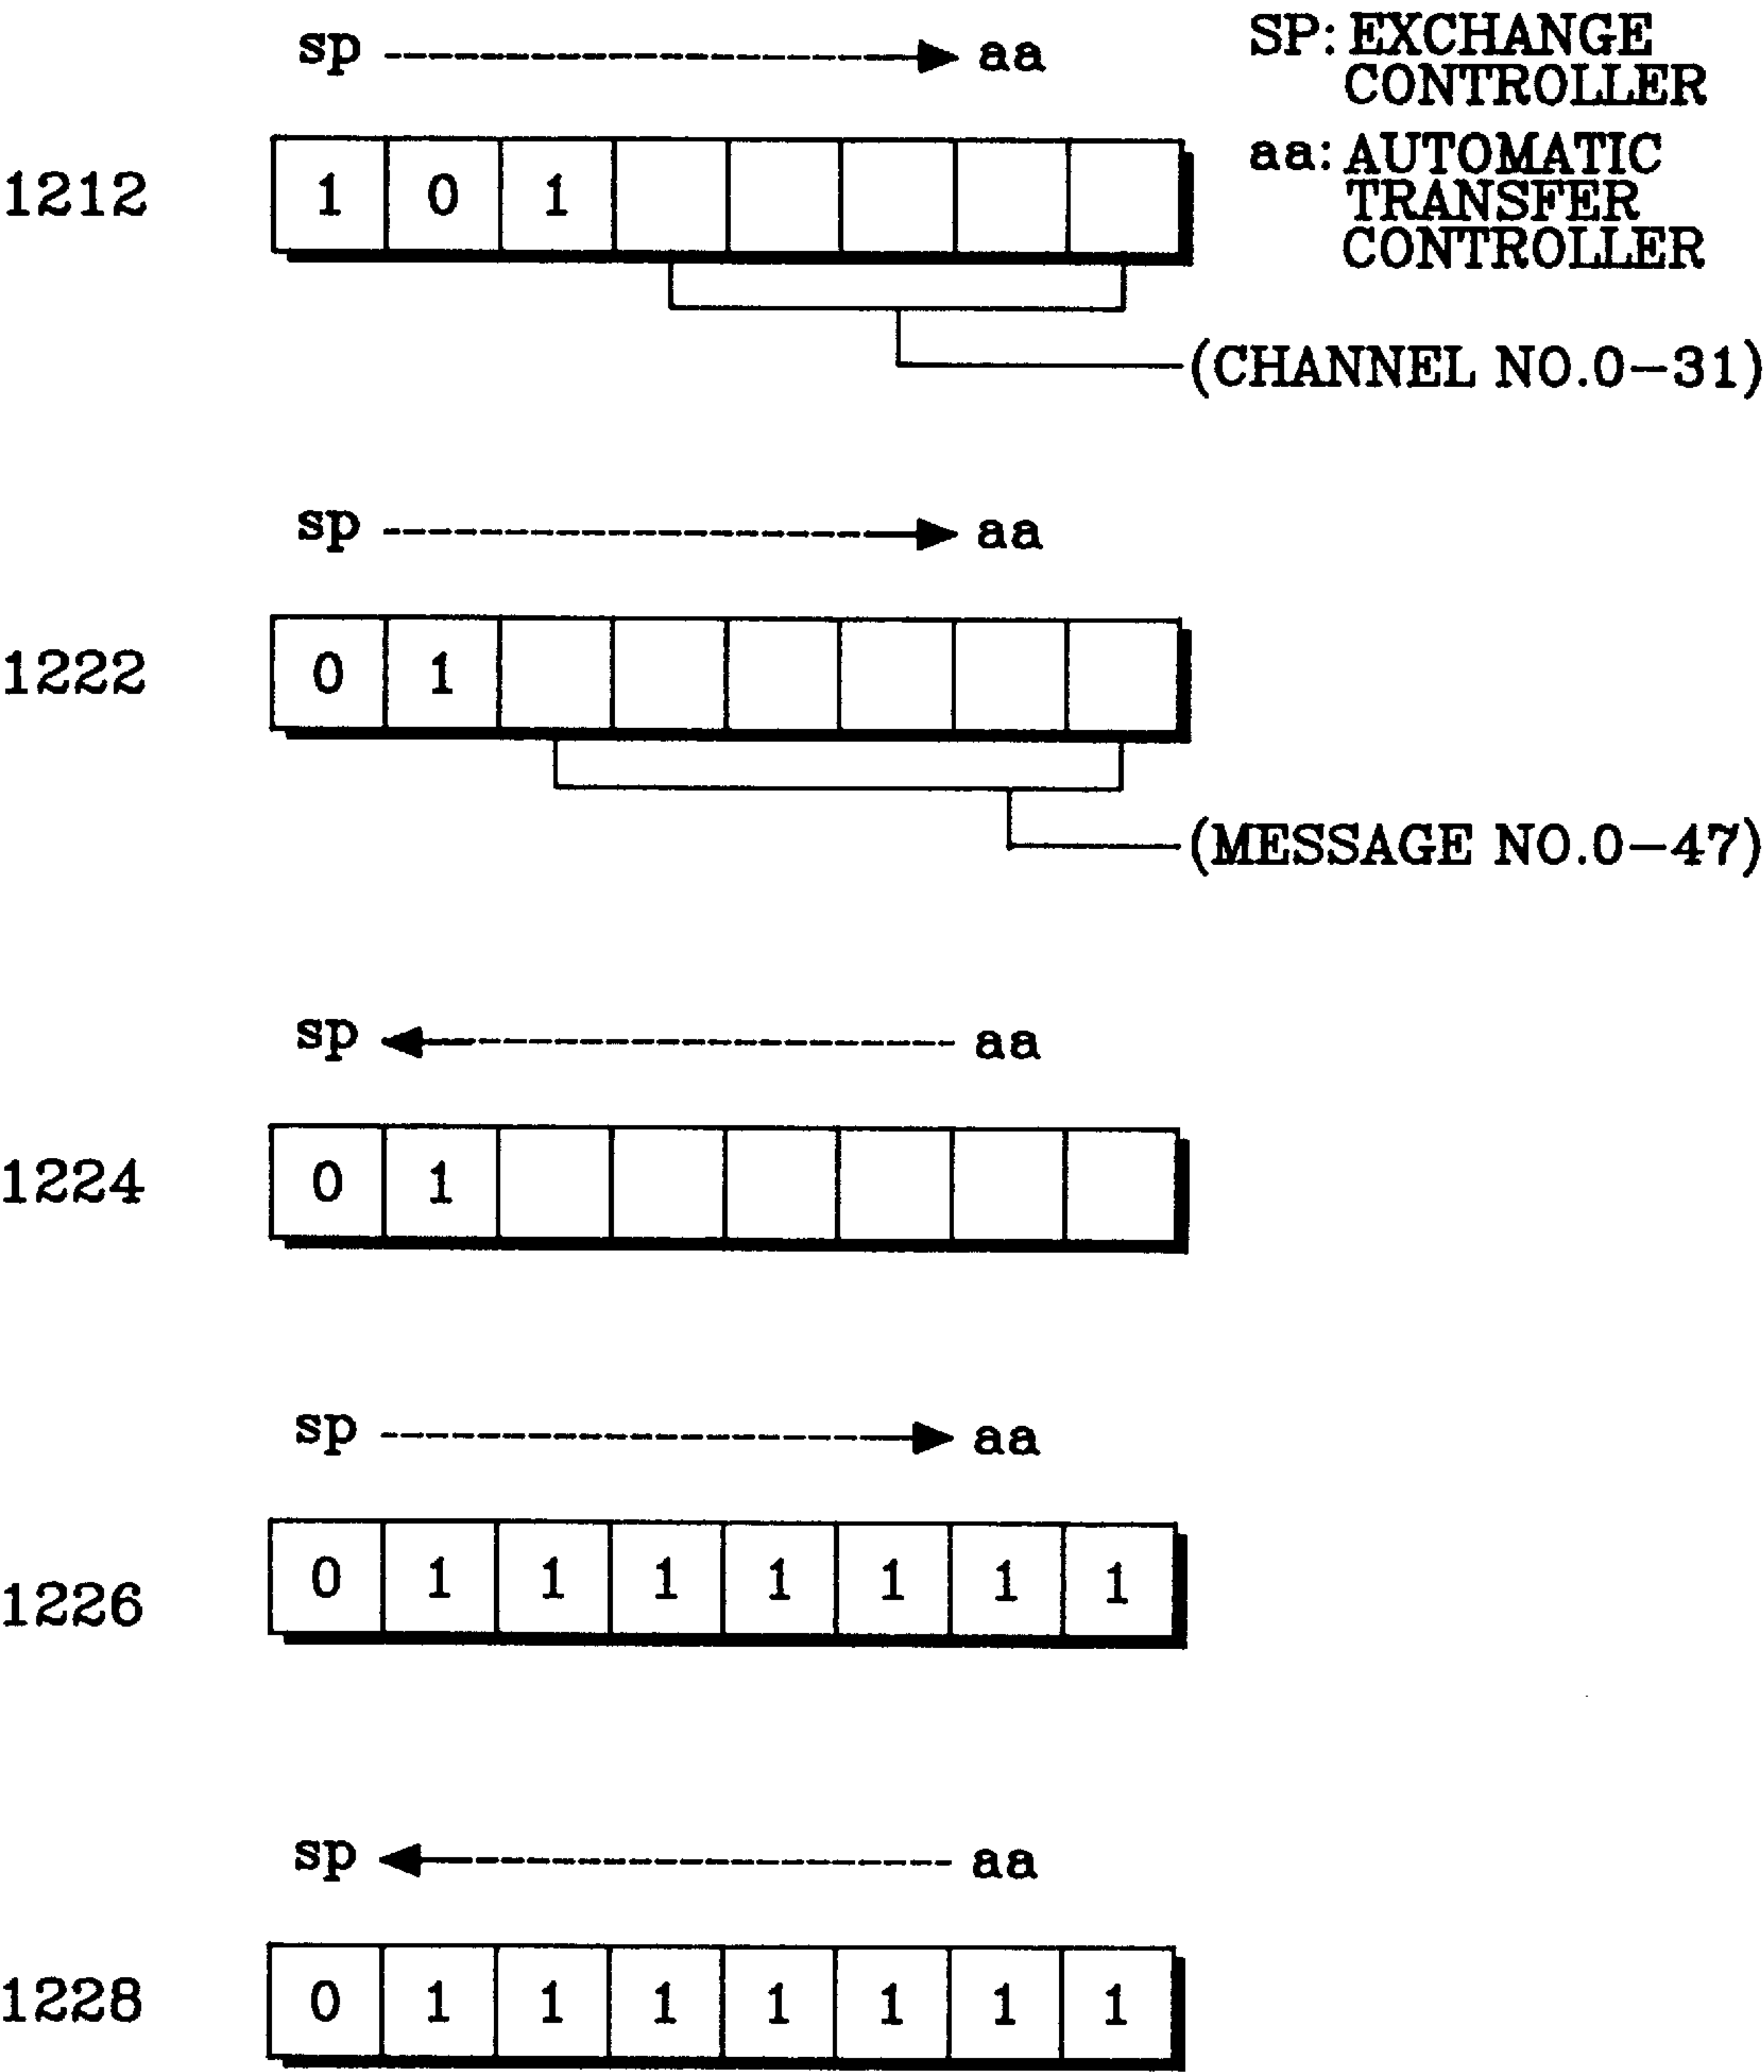 sp aa
SP: EXCHANGE
CONTROLLER
aa: AUTOMATIC
TRANSFER
CONTROLLER
1212 1 0 1
(CHANNEL NO.0-31)
sp aa
1222 0 1
(MESSAGE NO.0-47)
sp aa
1224 0 1
sp aa
1226 0 1 1 1 1 1 1 1
sp aa
1228 0 1 1 1 1 1 1 1